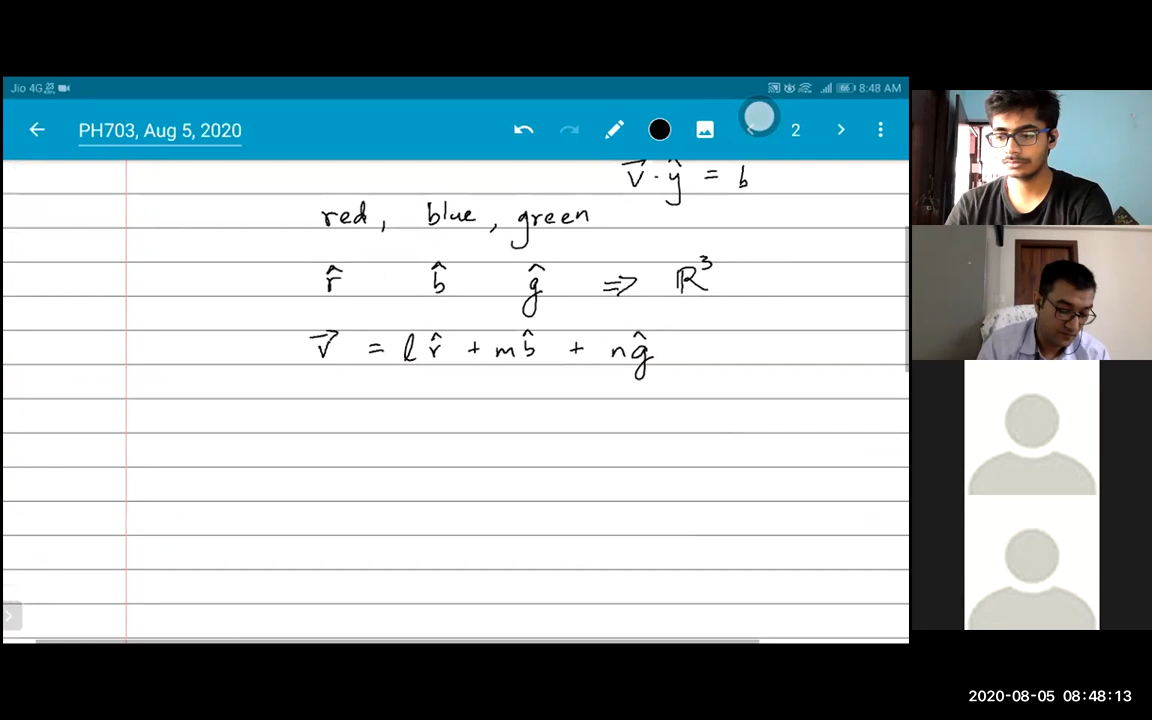 Jio 4G 8:48 AM
PH703, Aug 5, 2020 2
v⃗ · ŷ = b
red, blue, green
r̂ b̂ ĝ ⇒ ℝ³
v⃗ = l r̂ + m b̂ + n ĝ
2020-08-05 08:48:13